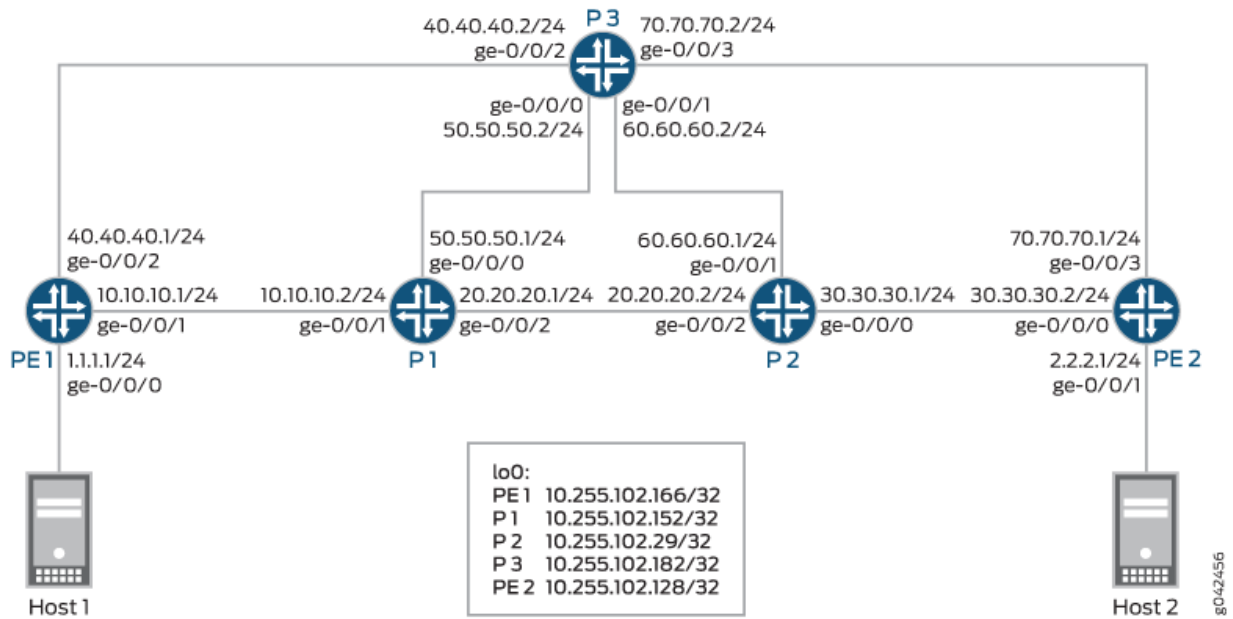 P 3
40.40.40.2/24
ge-0/0/2
70.70.70.2/24
ge-0/0/3
ge-0/0/0
50.50.50.2/24
ge-0/0/1
60.60.60.2/24
40.40.40.1/24
ge-0/0/2
50.50.50.1/24
ge-0/0/0
60.60.60.1/24
ge-0/0/1
70.70.70.1/24
ge-0/0/3
10.10.10.1/24
ge-0/0/1
10.10.10.2/24
ge-0/0/1
20.20.20.1/24
ge-0/0/2
20.20.20.2/24
ge-0/0/2
30.30.30.1/24
ge-0/0/0
30.30.30.2/24
ge-0/0/0
PE 1
P 1
P 2
PE 2
1.1.1.1/24
ge-0/0/0
2.2.2.1/24
ge-0/0/1
lo0:
PE 1 10.255.102.166/32
P 1 10.255.102.152/32
P 2 10.255.102.29/32
P 3 10.255.102.182/32
PE 2 10.255.102.128/32
Host 1
Host 2
g042456